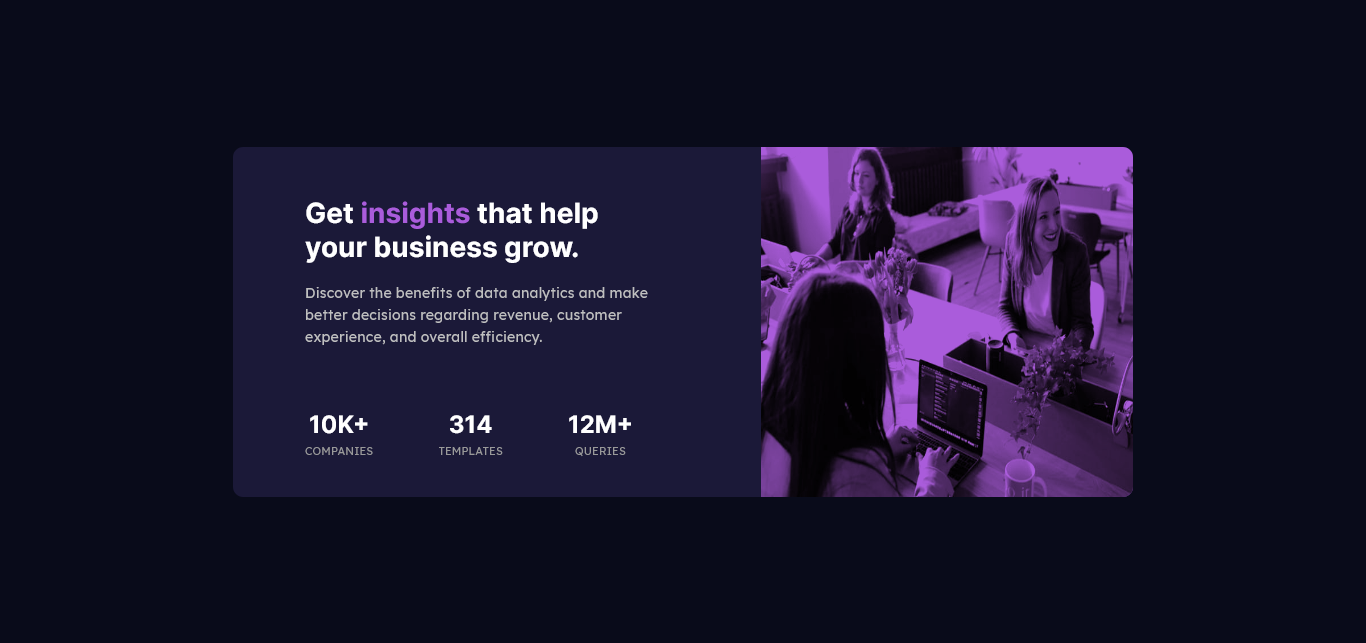 Get insights that help
your business grow.
Discover the benefits of data analytics and make
better decisions regarding revenue, customer
experience, and overall efficiency.
10K+ 314 12M+
COMPANIES TEMPLATES QUERIES